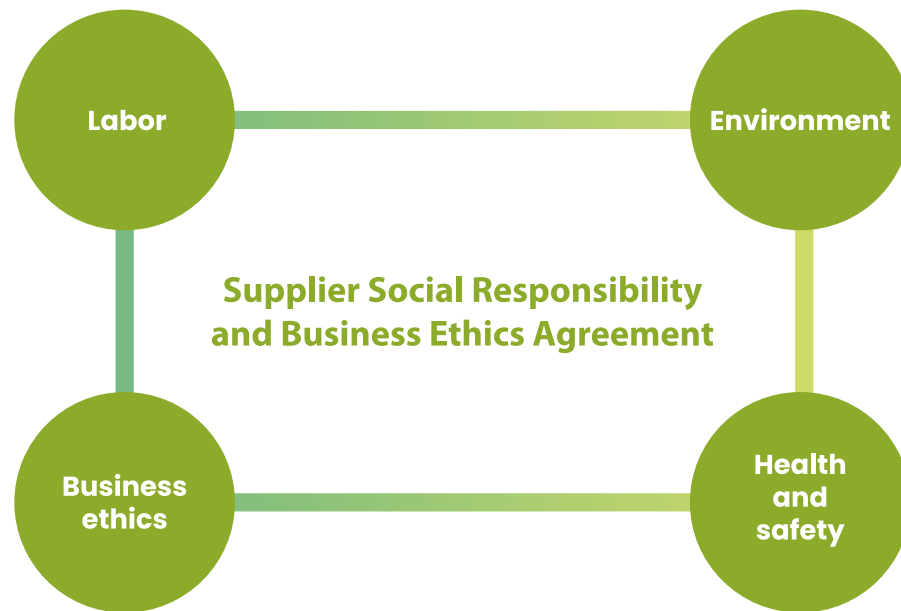 Labor
Environment
Supplier Social Responsibility
and Business Ethics Agreement
Business
ethics
Health
and
safety